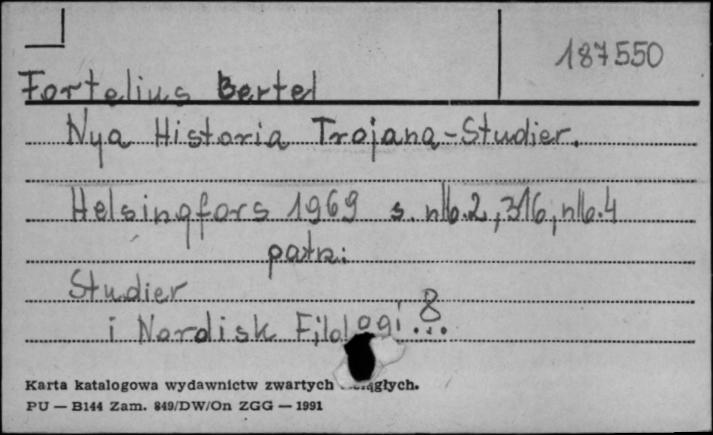 187550
Fortelius Bertel
Nya Historia Trojana-Studier.
Helsingfors 1969 s. nlb.2, 316, nlb.4
patrz:
Studier
i Nordisk Filologi 8...
Karta katalogowa wydawnictw zwartych
PU — B144 Zam. 849/DW/On ZGG — 1991